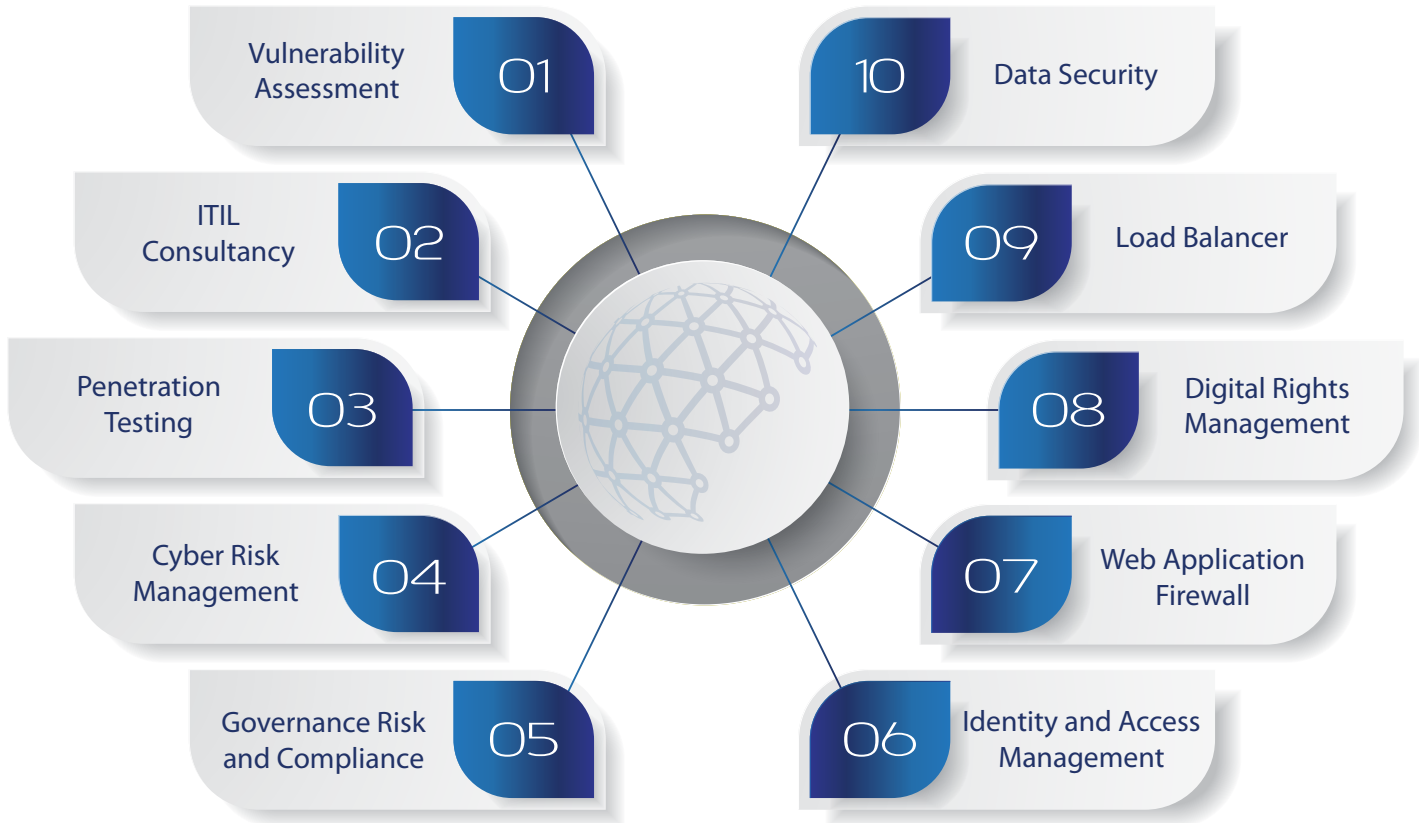 01
Vulnerability
Assessment
02
ITIL
Consultancy
03
Penetration
Testing
04
Cyber Risk
Management
05
Governance Risk
and Compliance
06
Identity and Access
Management
07
Web Application
Firewall
08
Digital Rights
Management
09
Load Balancer
10
Data Security